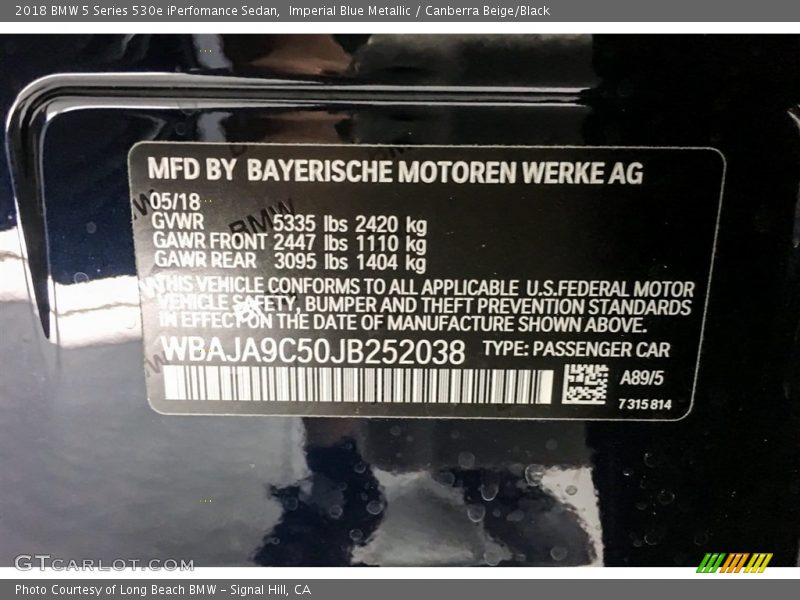 2018 BMW 5 Series 530e iPerfomance Sedan, Imperial Blue Metallic / Canberra Beige/Black
MFD BY BAYERISCHE MOTOREN WERKE AG
05/18
GVWR 5335 lbs 2420 kg
GAWR FRONT 2447 lbs 1110 kg
GAWR REAR 3095 lbs 1404 kg
THIS VEHICLE CONFORMS TO ALL APPLICABLE U.S.FEDERAL MOTOR
VEHICLE SAFETY, BUMPER AND THEFT PREVENTION STANDARDS
IN EFFECT ON THE DATE OF MANUFACTURE SHOWN ABOVE.
WBAJA9C50JB252038 TYPE: PASSENGER CAR
A89/5
7 315 814
BMW
GTCARLOT.COM
Photo Courtesy of Long Beach BMW - Signal Hill, CA